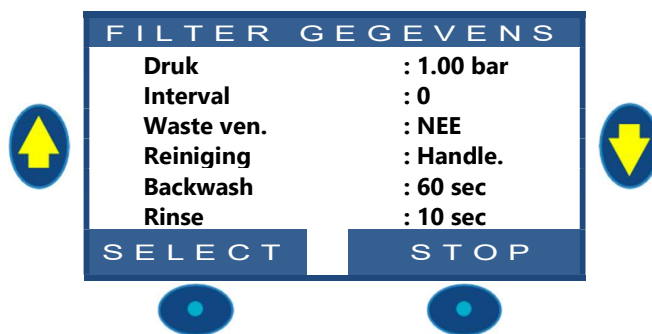 FILTER GEGEVENS
Druk : 1.00 bar
Interval : 0
Waste ven. : NEE
Reiniging : Handle.
Backwash : 60 sec
Rinse : 10 sec
SELECT STOP